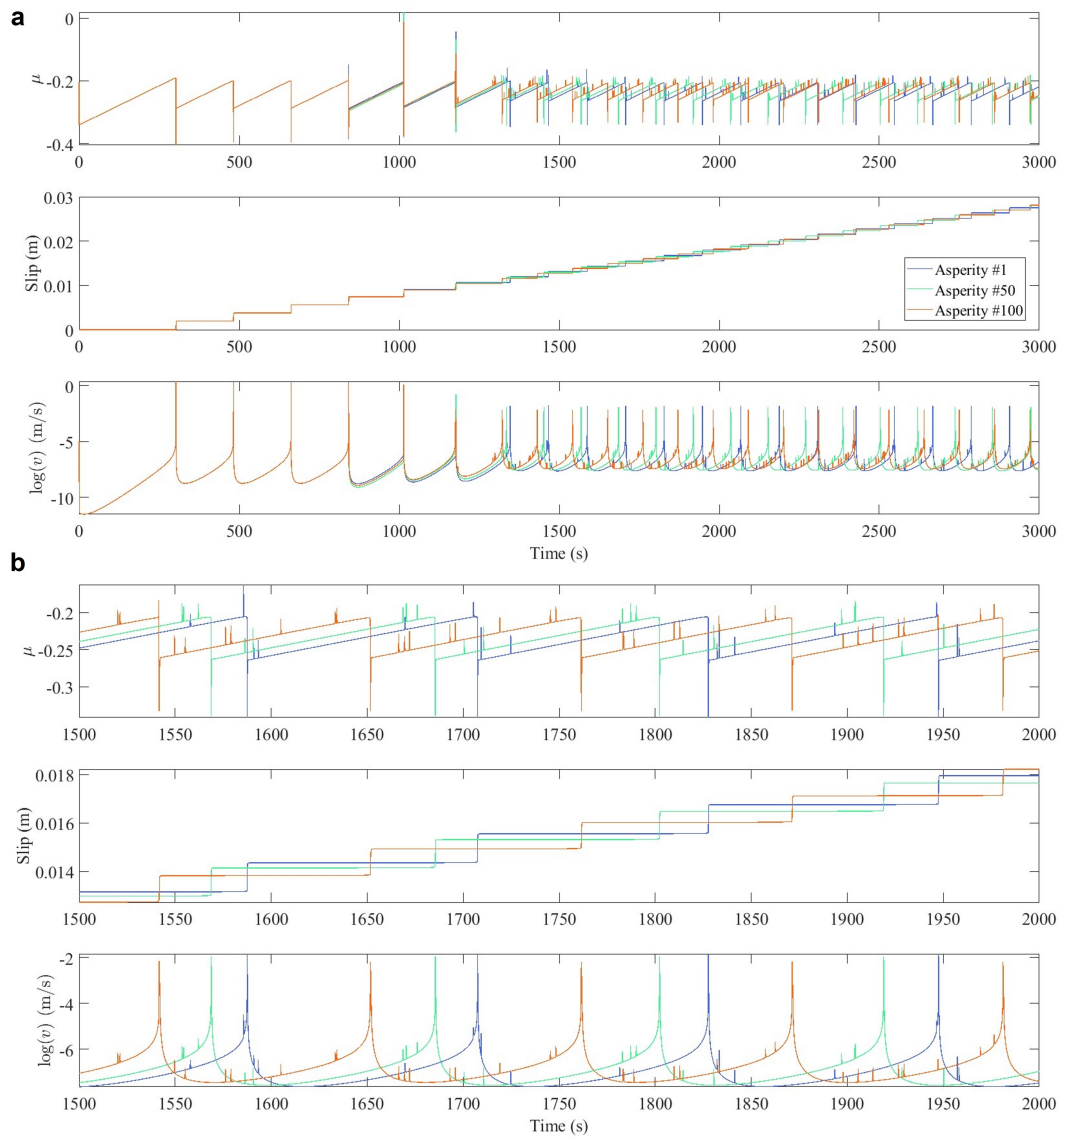 a
0
-0.2
-0.4
μ
0 500 1000 1500 2000 2500 3000
0.03
0.02
0.01
0
Slip (m)
Asperity #1
Asperity #50
Asperity #100
0 500 1000 1500 2000 2500 3000
0
-5
-10
log(v) (m/s)
0 500 1000 1500 2000 2500 3000
Time (s)
b
-0.2
-0.25
-0.3
μ
1500 1550 1600 1650 1700 1750 1800 1850 1900 1950 2000
0.018
0.016
0.014
Slip (m)
1500 1550 1600 1650 1700 1750 1800 1850 1900 1950 2000
-2
-4
-6
log(v) (m/s)
1500 1550 1600 1650 1700 1750 1800 1850 1900 1950 2000
Time (s)